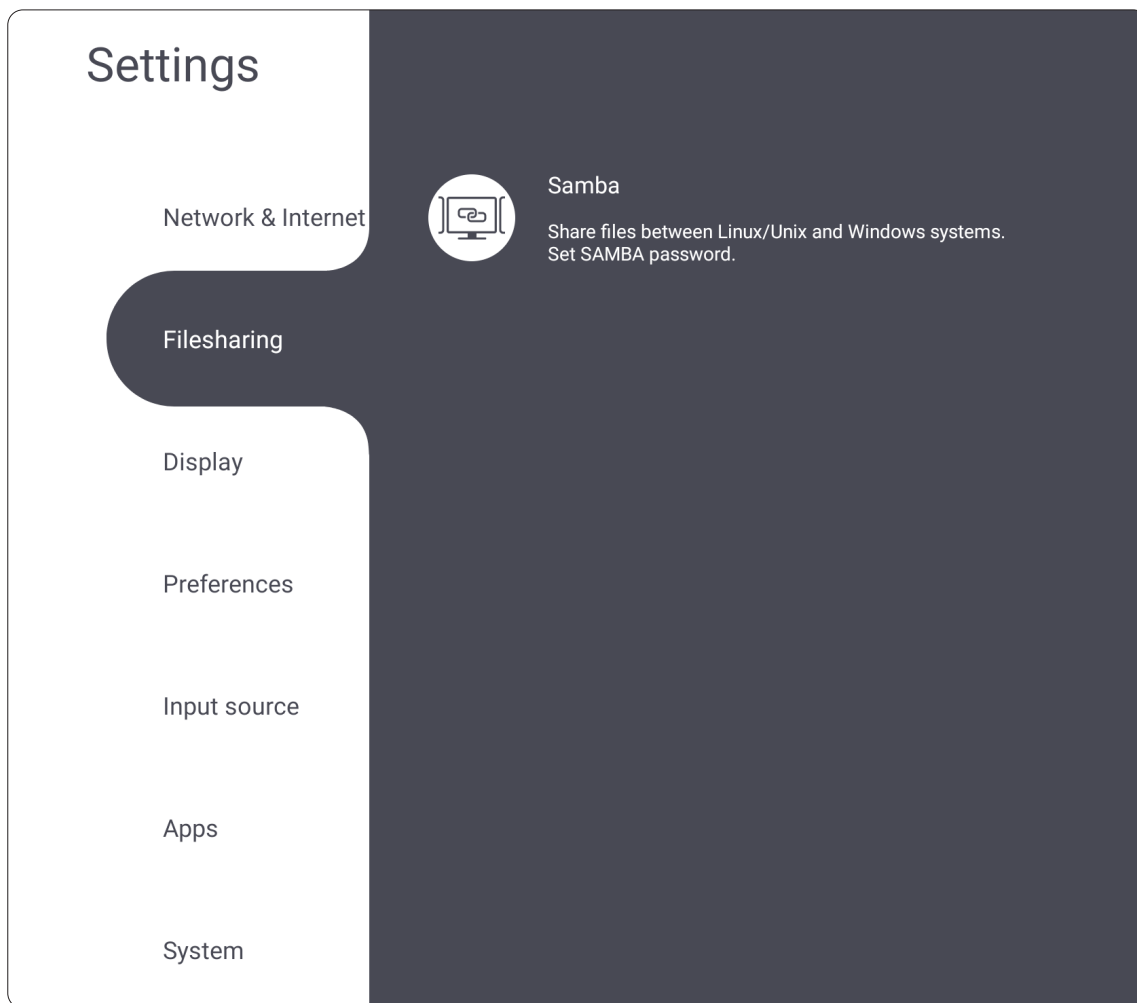 Settings
Network & Internet
Filesharing
Display
Preferences
Input source
Apps
System
Samba
Share files between Linux/Unix and Windows systems.
Set SAMBA password.